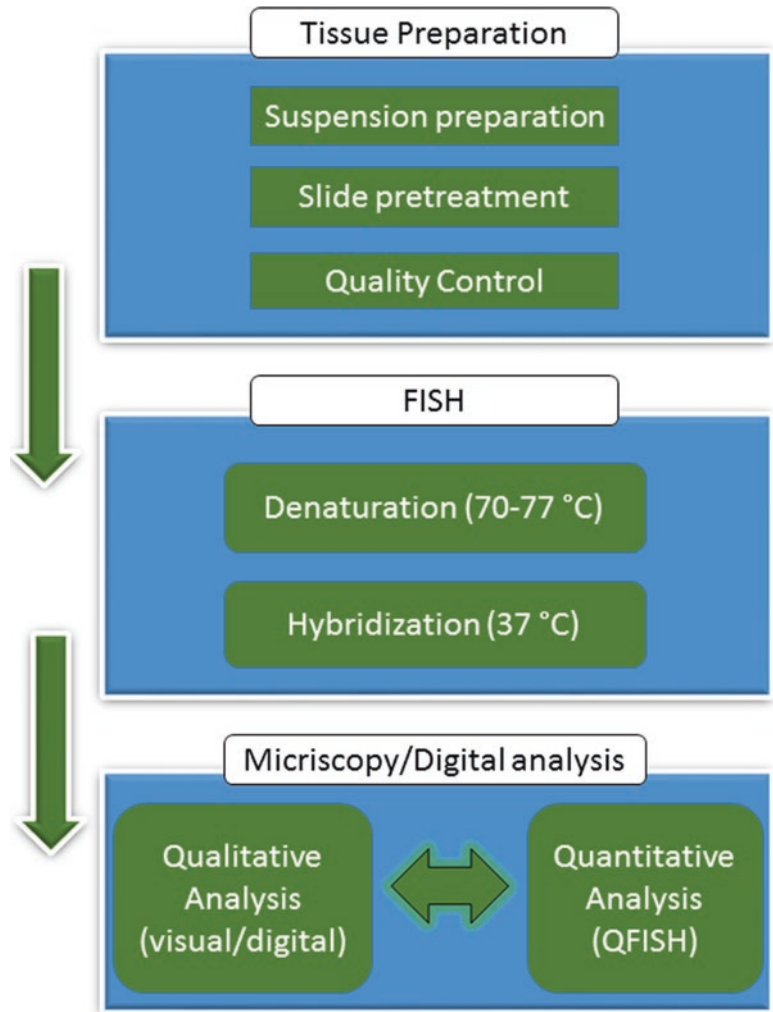 Tissue Preparation
Suspension preparation
Slide pretreatment
Quality Control
FISH
Denaturation (70-77 °C)
Hybridization (37 °C)
Micriscopy/Digital analysis
Qualitative
Analysis
(visual/digital)
Quantitative
Analysis
(QFISH)